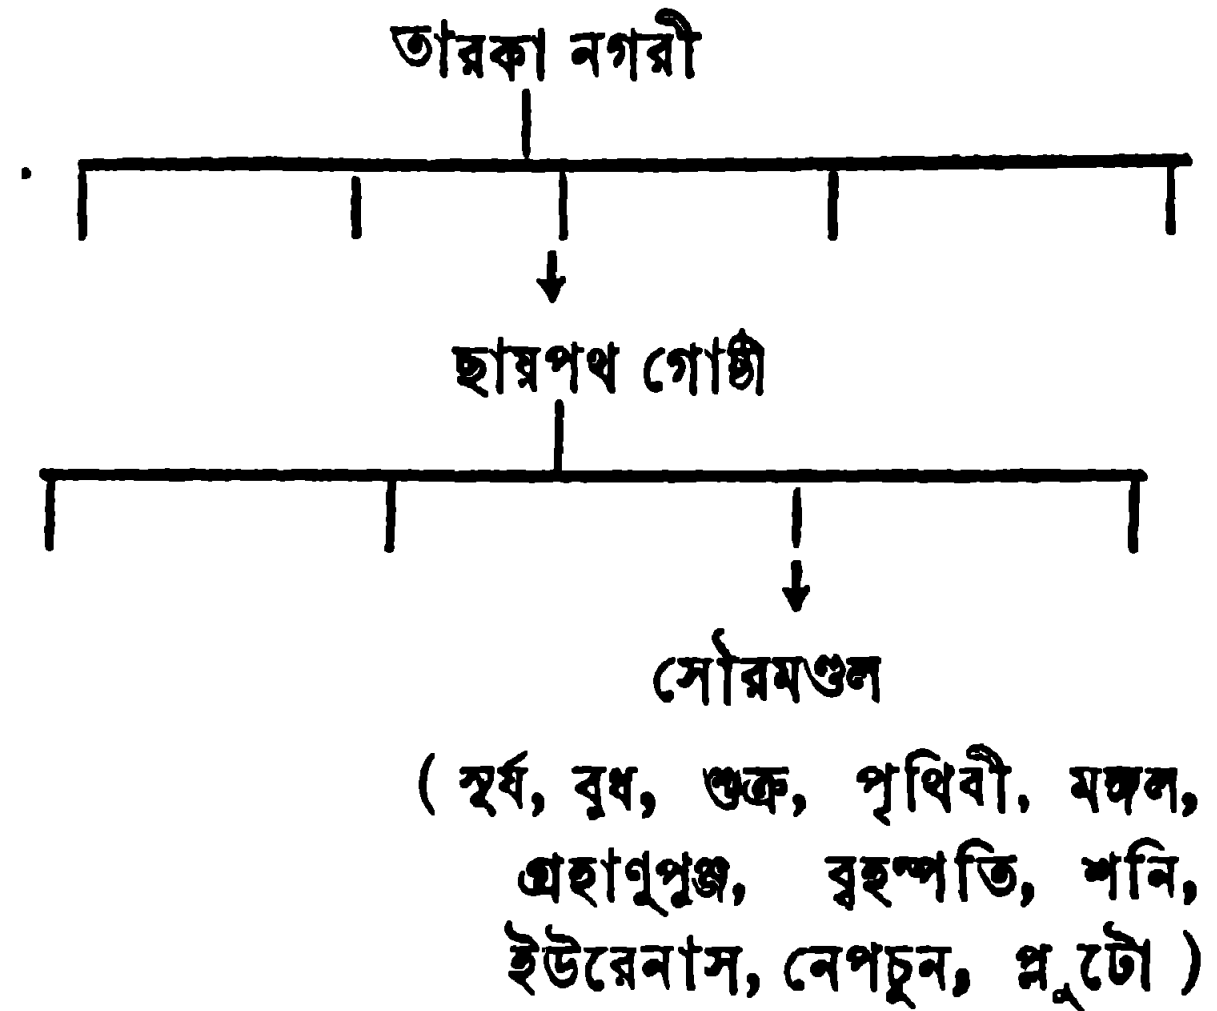 তারকা নগরী
ছায়পথ গোষ্ঠী
সৌরমণ্ডল
( সূর্য, বুধ, শুক্র, পৃথিবী, মঙ্গল,
গ্রহাণুপুঞ্জ, বৃহস্পতি, শনি,
ইউরেনাস, নেপচুন, প্লুটো )